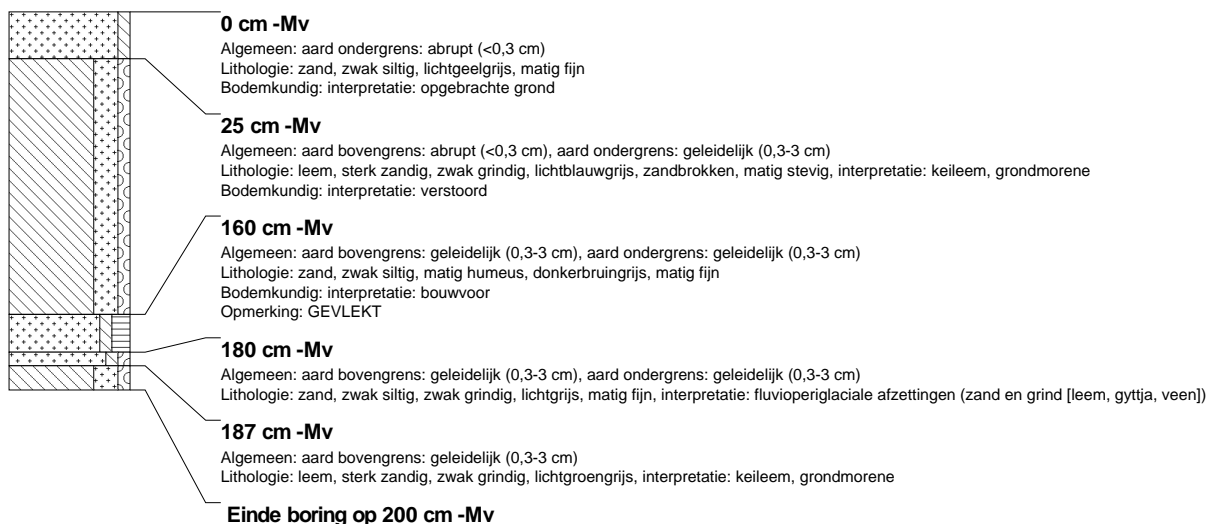 0 cm -Mv
Algemeen: aard ondergrens: abrupt (<0,3 cm)
Lithologie: zand, zwak siltig, lichtgeelgrijs, matig fijn
Bodemkundig: interpretatie: opgebrachte grond
25 cm -Mv
Algemeen: aard bovengrens: abrupt (<0,3 cm), aard ondergrens: geleidelijk (0,3-3 cm)
Lithologie: leem, sterk zandig, zwak grindig, lichtblauwgrijs, zandbrokken, matig stevig, interpretatie: keileem, grondmorene
Bodemkundig: interpretatie: verstoord
160 cm -Mv
Algemeen: aard bovengrens: geleidelijk (0,3-3 cm), aard ondergrens: geleidelijk (0,3-3 cm)
Lithologie: zand, zwak siltig, matig humeus, donkerbruingrijs, matig fijn
Bodemkundig: interpretatie: bouwvoor
Opmerking: GEVLEKT
180 cm -Mv
Algemeen: aard bovengrens: geleidelijk (0,3-3 cm), aard ondergrens: geleidelijk (0,3-3 cm)
Lithologie: zand, zwak siltig, zwak grindig, lichtgrijs, matig fijn, interpretatie: fluvioperiglaciale afzettingen (zand en grind [leem, gyttja, veen])
187 cm -Mv
Algemeen: aard bovengrens: geleidelijk (0,3-3 cm)
Lithologie: leem, sterk zandig, zwak grindig, lichtgroengrijs, interpretatie: keileem, grondmorene
Einde boring op 200 cm -Mv